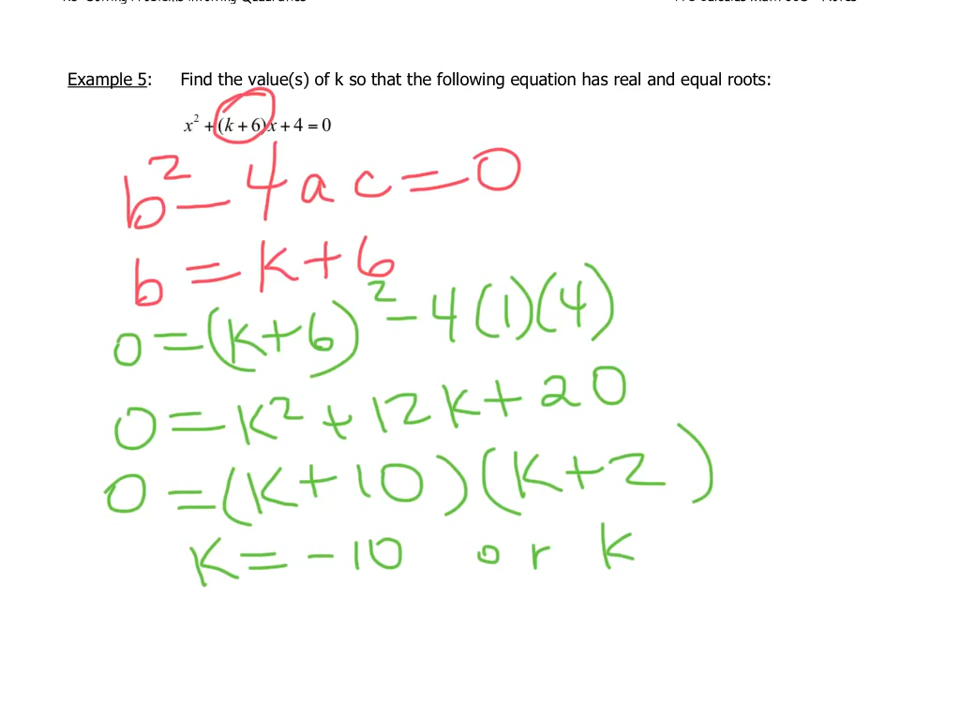 Example 5: Find the value(s) of k so that the following equation has real and equal roots:
x² + (k + 6)x + 4 = 0
b² - 4ac = 0
b = k + 6
0 = (k + 6)² - 4(1)(4)
0 = k² + 12k + 20
0 = (k + 10)(k + 2)
k = -10 or k